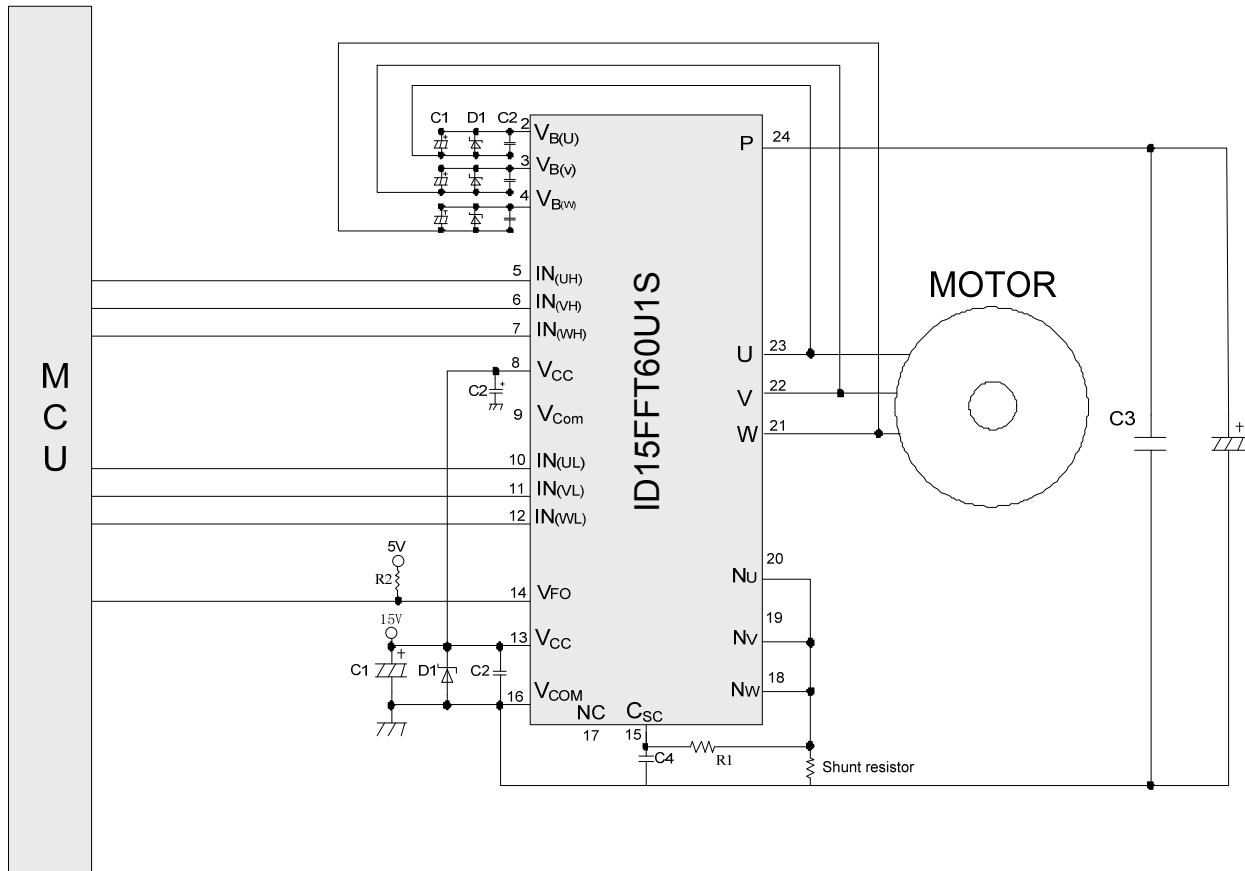 MCU
C1 D1 C2
2 VB(U)
3 VB(v)
4 VB(W)
5 IN(UH)
6 IN(VH)
7 IN(WH)
8 VCC
C2 +
9 VCom
10 IN(UL)
11 IN(VL)
12 IN(WL)
5V
R2
14 VFO
15V
13 VCC
C1 + D1 C2
16 VCOM
NC CSC
17 15
C4
R1
Shunt resistor
ID15FFT60U1S
P 24
MOTOR
U 23
V 22
W 21
NU 20
NV 19
NW 18
C3
+